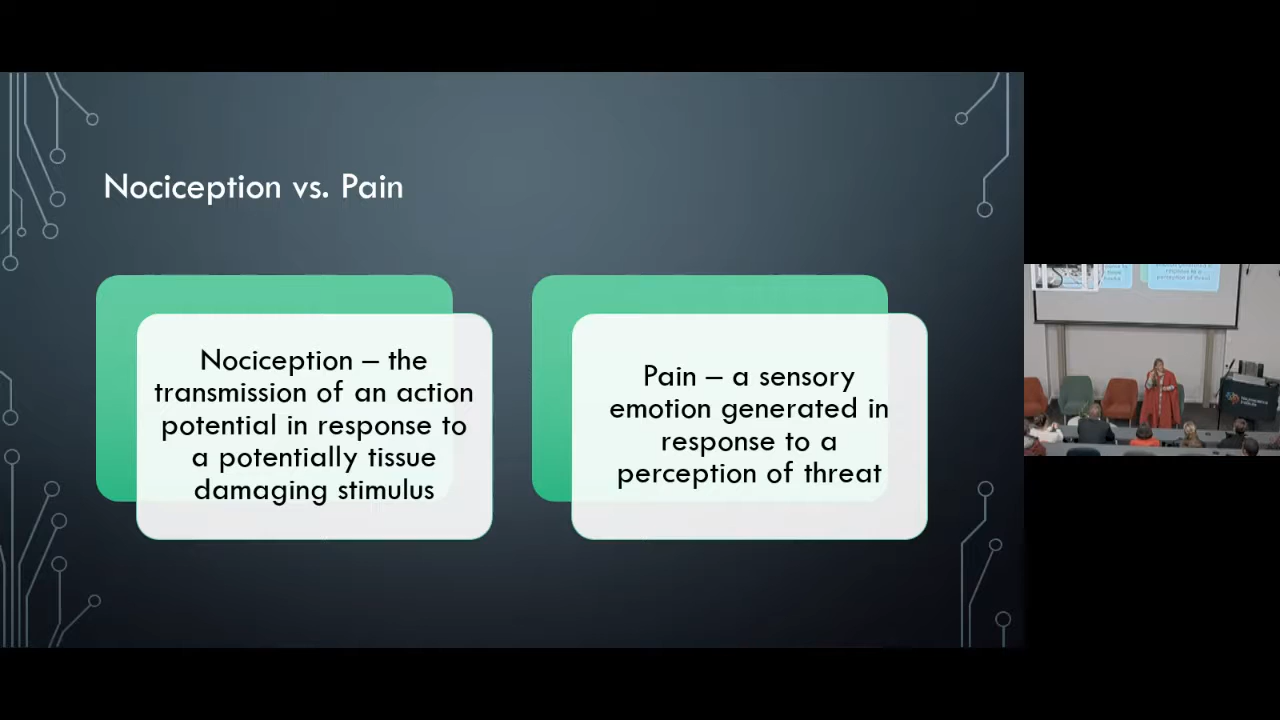 Nociception vs. Pain
Nociception – the
transmission of an action
potential in response to
a potentially tissue
damaging stimulus
Pain – a sensory
emotion generated in
response to a
perception of threat